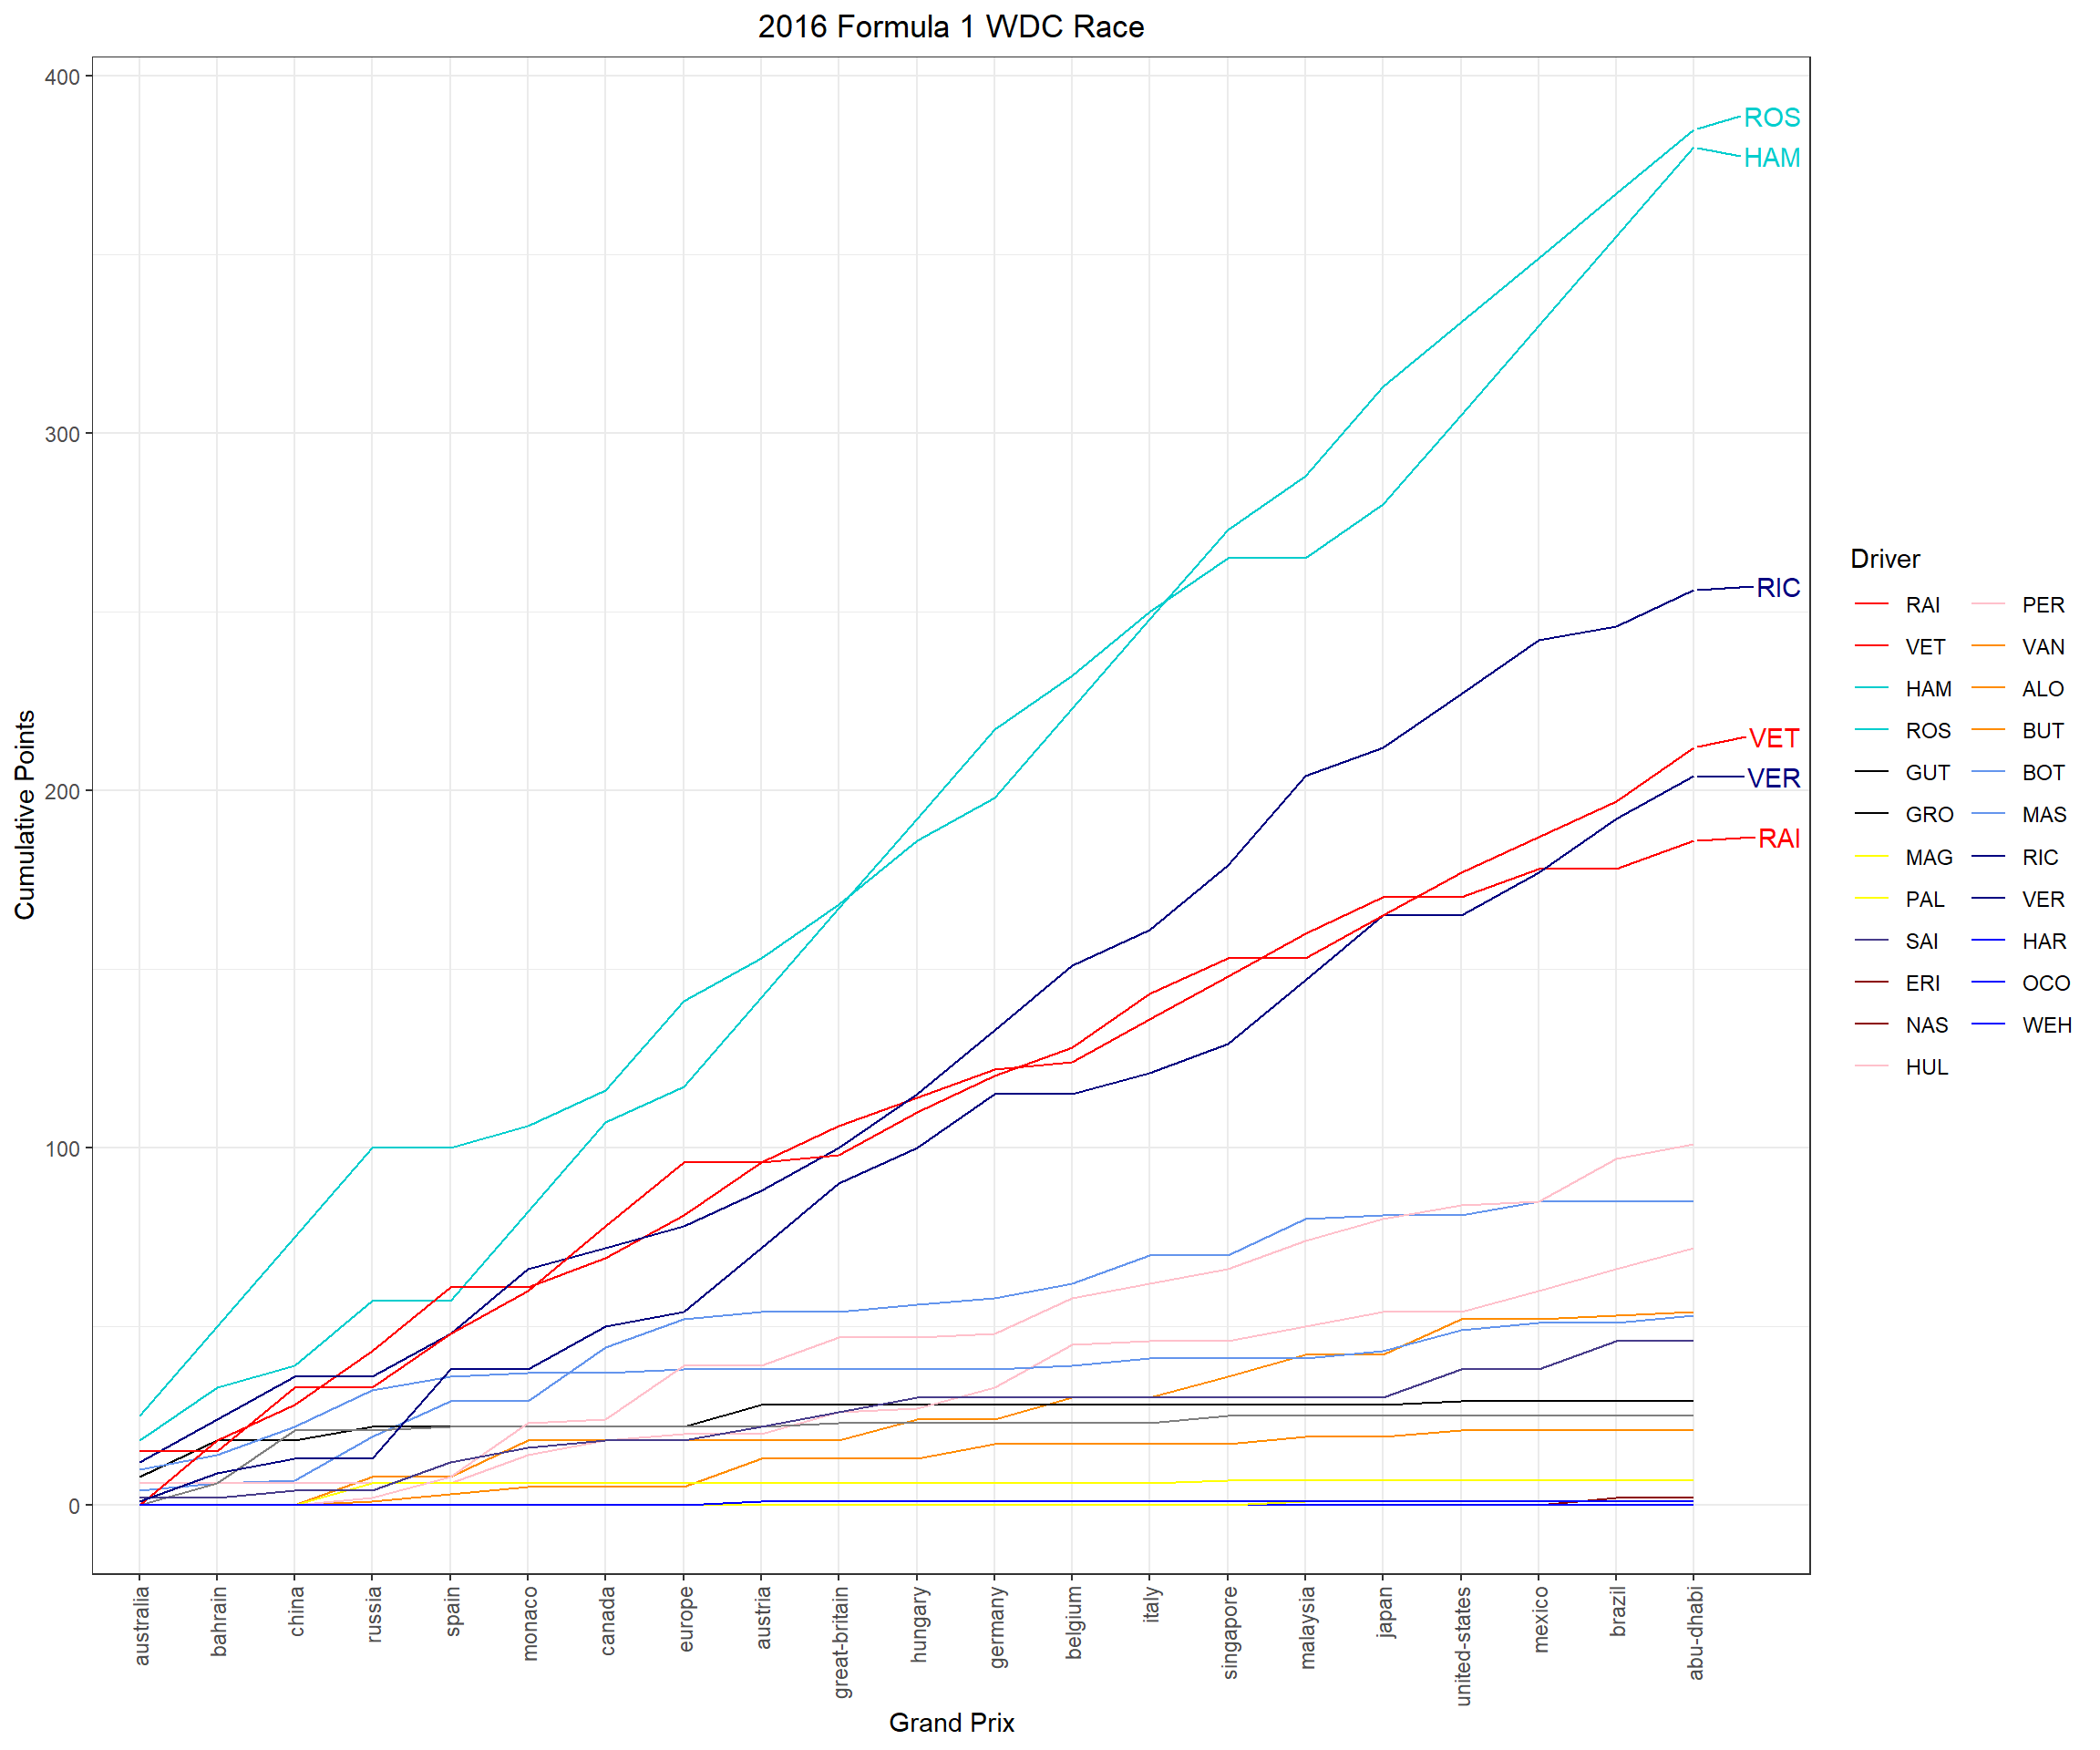 2016 Formula 1 WDC Race
Cumulative Points
400
300
200
100
0
ROS
HAM
RIC
VET
VER
RAI
australia
bahrain
china
russia
spain
monaco
canada
europe
austria
great-britain
hungary
germany
belgium
italy
singapore
malaysia
japan
united-states
mexico
brazil
abu-dhabi
Grand Prix
Driver
RAI
VET
HAM
ROS
GUT
GRO
MAG
PAL
SAI
ERI
NAS
HUL
PER
VAN
ALO
BUT
BOT
MAS
RIC
VER
HAR
OCO
WEH